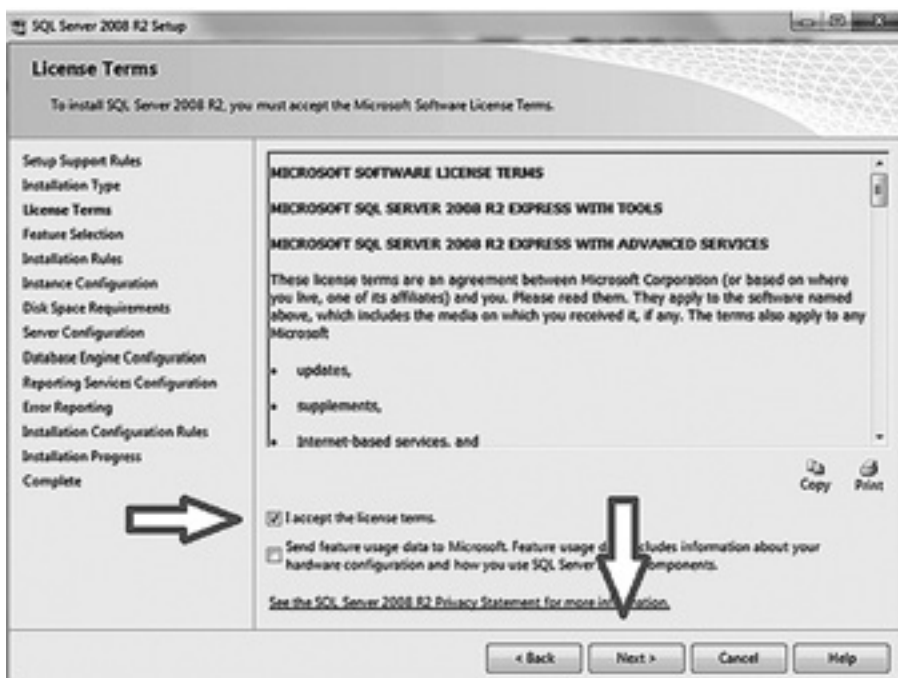 SQL Server 2008 R2 Setup
License Terms
To install SQL Server 2008 R2, you must accept the Microsoft Software License Terms.
Setup Support Rules
Installation Type
License Terms
Feature Selection
Installation Rules
Instance Configuration
Disk Space Requirements
Server Configuration
Database Engine Configuration
Reporting Services Configuration
Error Reporting
Installation Configuration Rules
Installation Progress
Complete
MICROSOFT SOFTWARE LICENSE TERMS
MICROSOFT SQL SERVER 2008 R2 EXPRESS WITH TOOLS
MICROSOFT SQL SERVER 2008 R2 EXPRESS WITH ADVANCED SERVICES
These license terms are an agreement between Microsoft Corporation (or based on where
you live, one of its affiliates) and you. Please read them. They apply to the software named
above, which includes the media on which you received it, if any. The terms also apply to any
Microsoft
• updates,
• supplements,
• Internet-based services, and
Copy Print
I accept the license terms.
Send feature usage data to Microsoft. Feature usage includes information about your
hardware configuration and how you use SQL Server components.
See the SQL Server 2008 R2 Privacy Statement for more information.
< Back Next > Cancel Help